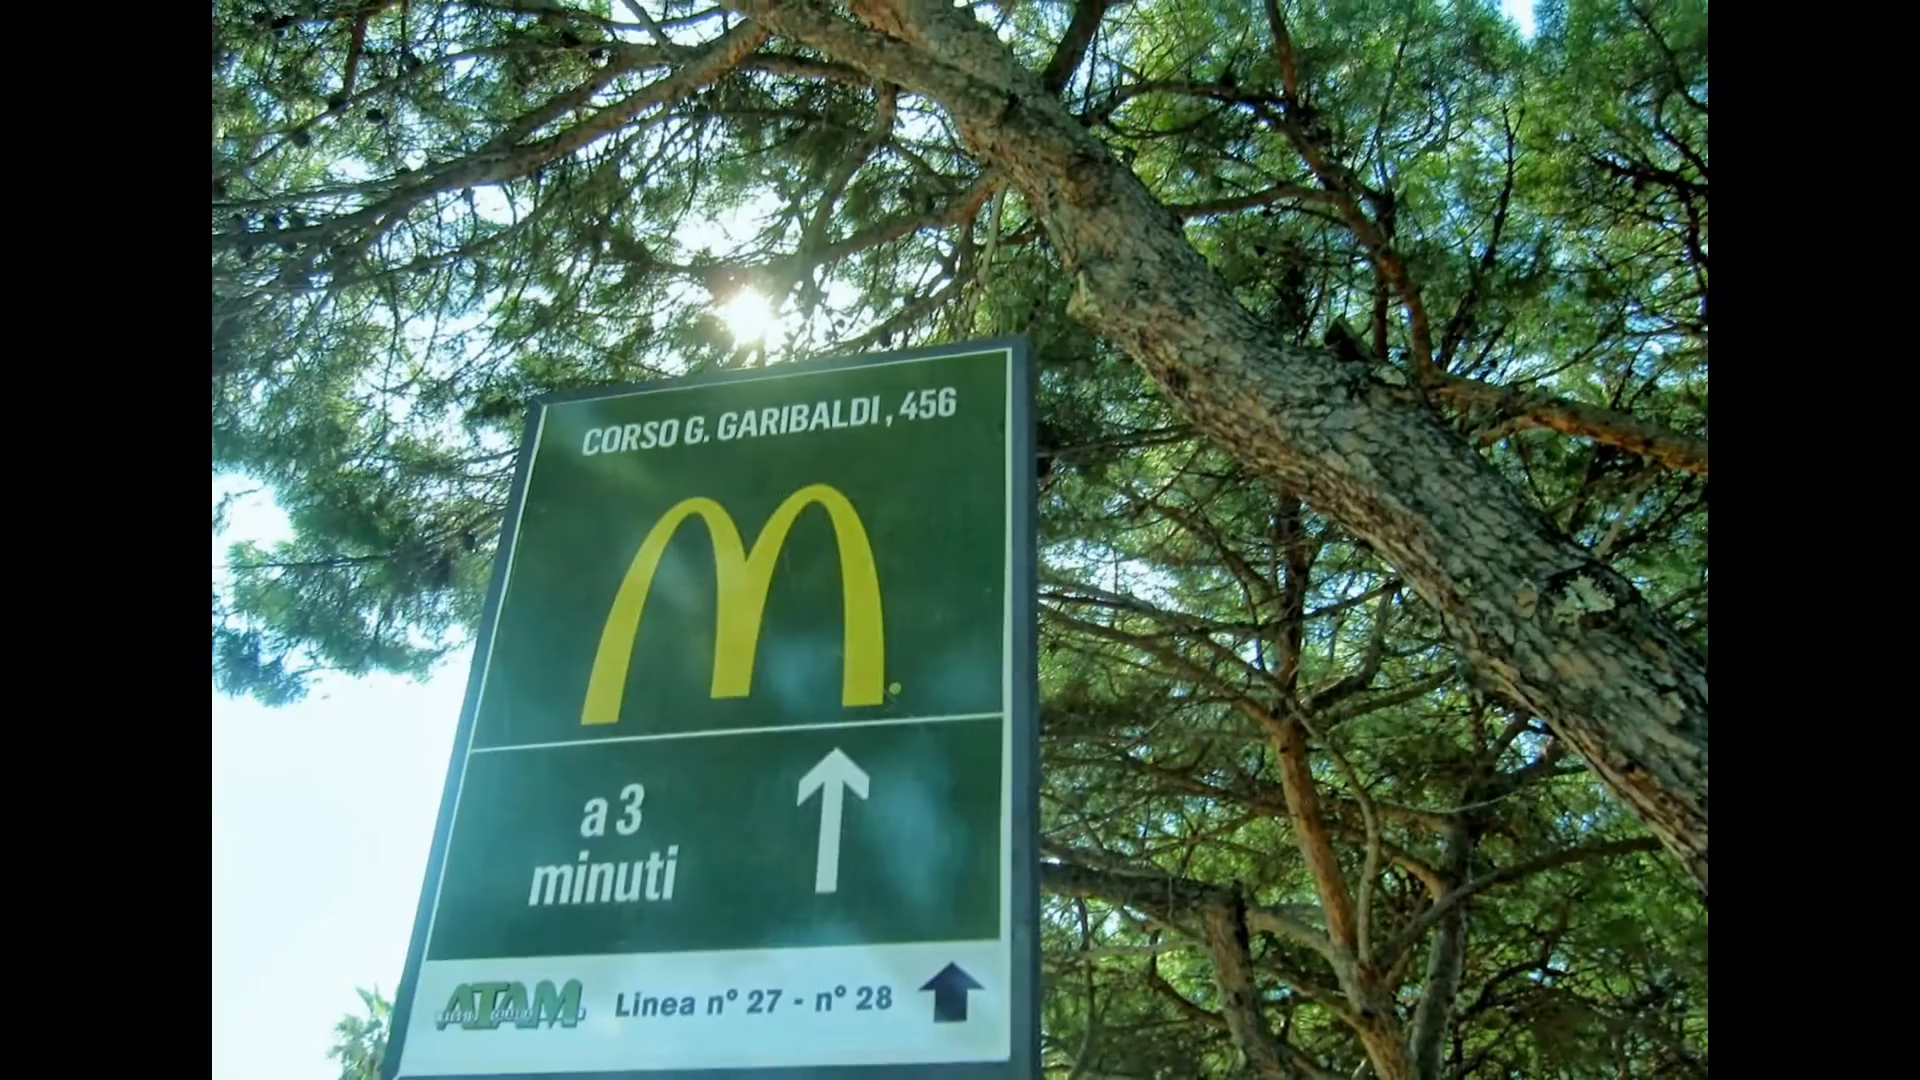 CORSO G. GARIBALDI, 456
M
a 3
minuti
ATAM Linea n° 27 - n° 28